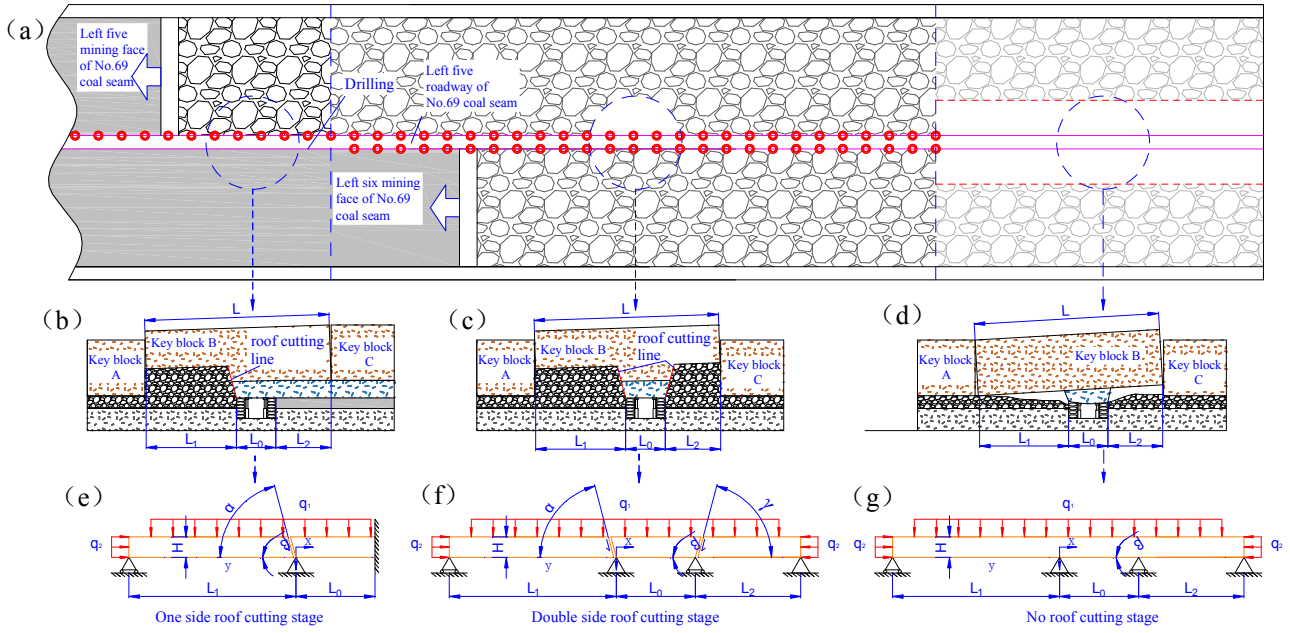 (a)
Left five
mining face
of No.69
coal seam
Drilling
Left five
roadway of
No.69 coal seam
Left six mining
face of No.69
coal seam
(b)
L
Key block B
roof cutting
line
Key block
A
Key block
C
L1
L0
L2
(c)
L
Key block B
roof cutting
line
Key block
A
Key block
C
L1
L0
L2
(d)
L
Key block B
Key block
A
Key block
C
L1
L0
L2
(e)
α
q1
q2
H
x
y
L1
L0
One side roof cutting stage
(f)
α
q1
γ
q2
H
x
y
q2
L1
L0
L2
Double side roof cutting stage
(g)
q1
q2
H
x
y
q2
L1
L0
L2
No roof cutting stage